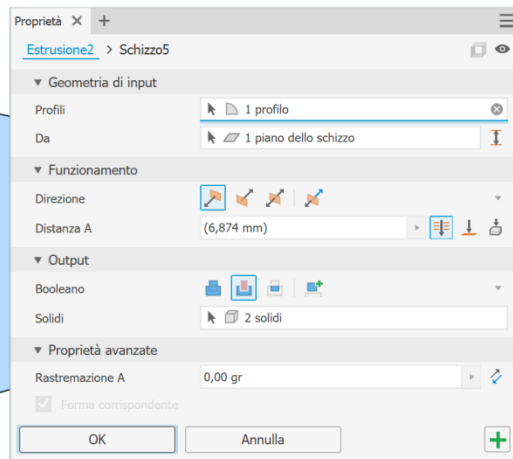 Proprietà
Estrusione2 > Schizzo5
Geometria di input
Profili 1 profilo
Da 1 piano dello schizzo
Funzionamento
Direzione
Distanza A (6,874 mm)
Output
Booleano
Solidi 2 solidi
Proprietà avanzate
Rastremazione A 0,00 gr
Forma corrispondente
OK Annulla